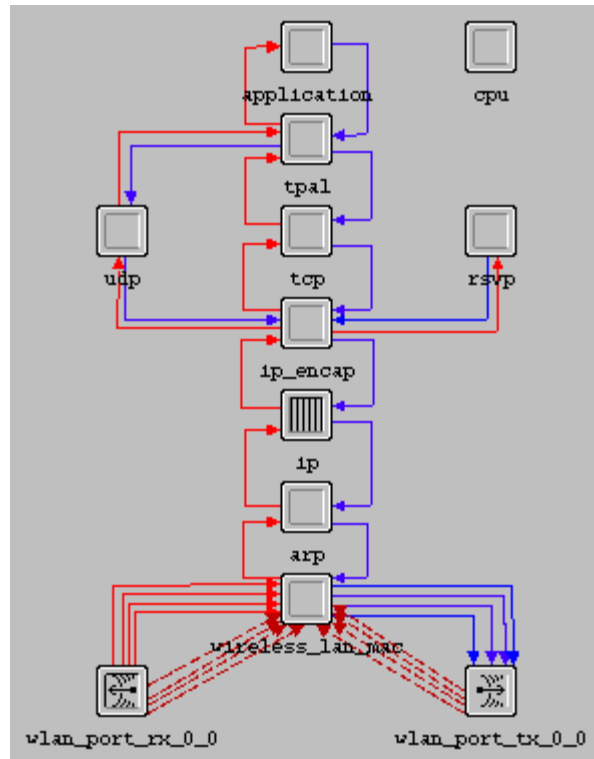 application
cpu
tpal
udp
tcp
rsvp
ip_encap
ip
arp
wireless_lan_mac
wlan_port_rx_0_0
wlan_port_tx_0_0